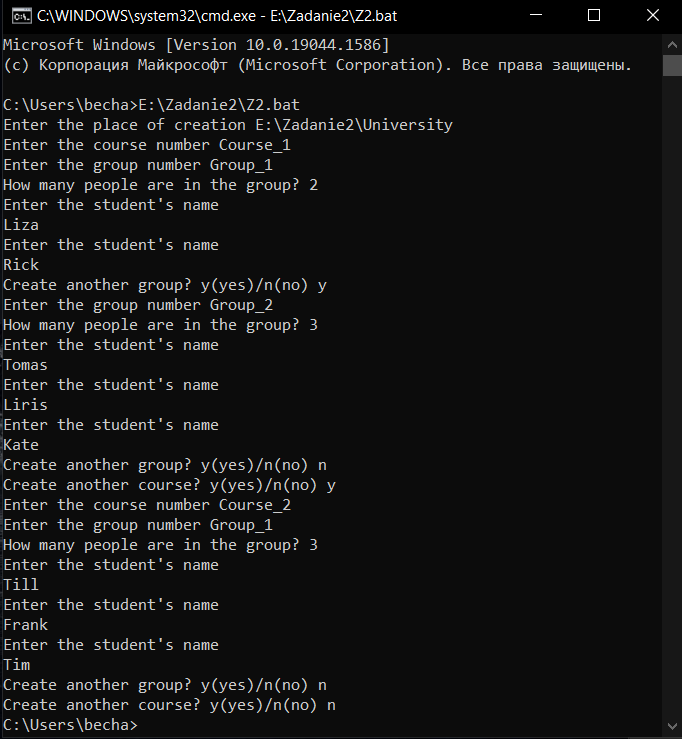 C:\WINDOWS\system32\cmd.exe - E:\Zadanie2\Z2.bat
Microsoft Windows [Version 10.0.19044.1586]
(c) Корпорация Майкрософт (Microsoft Corporation). Все права защищены.
C:\Users\becha>E:\Zadanie2\Z2.bat
Enter the place of creation E:\Zadanie2\University
Enter the course number Course_1
Enter the group number Group_1
How many people are in the group? 2
Enter the student's name
Liza
Enter the student's name
Rick
Create another group? y(yes)/n(no) y
Enter the group number Group_2
How many people are in the group? 3
Enter the student's name
Tomas
Enter the student's name
Liris
Enter the student's name
Kate
Create another group? y(yes)/n(no) n
Create another course? y(yes)/n(no) y
Enter the course number Course_2
Enter the group number Group_1
How many people are in the group? 3
Enter the student's name
Till
Enter the student's name
Frank
Enter the student's name
Tim
Create another group? y(yes)/n(no) n
Create another course? y(yes)/n(no) n
C:\Users\becha>